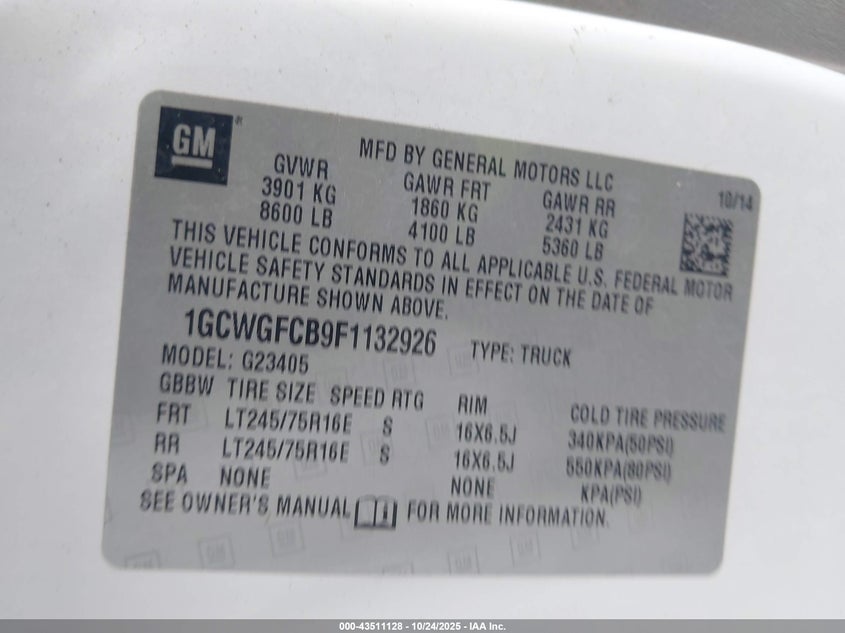 GM
MFD BY GENERAL MOTORS LLC
10/14
GVWR GAWR FRT GAWR RR
3901 KG 1860 KG 2431 KG
8600 LB 4100 LB 5360 LB
THIS VEHICLE CONFORMS TO ALL APPLICABLE U.S. FEDERAL MOTOR
VEHICLE SAFETY STANDARDS IN EFFECT ON THE DATE OF
MANUFACTURE SHOWN ABOVE.
1GCWGFCB9F1132926 TYPE: TRUCK
MODEL: G23405
GBBW TIRE SIZE SPEED RTG RIM COLD TIRE PRESSURE
FRT LT245/75R16E S 16X6.5J 340KPA(50PSI)
RR LT245/75R16E S 16X6.5J 550KPA(80PSI)
SPA NONE NONE KPA(PSI)
SEE OWNER'S MANUAL FOR MORE INFORMATION.
000-43511128 - 10/24/2025 - IAA Inc.